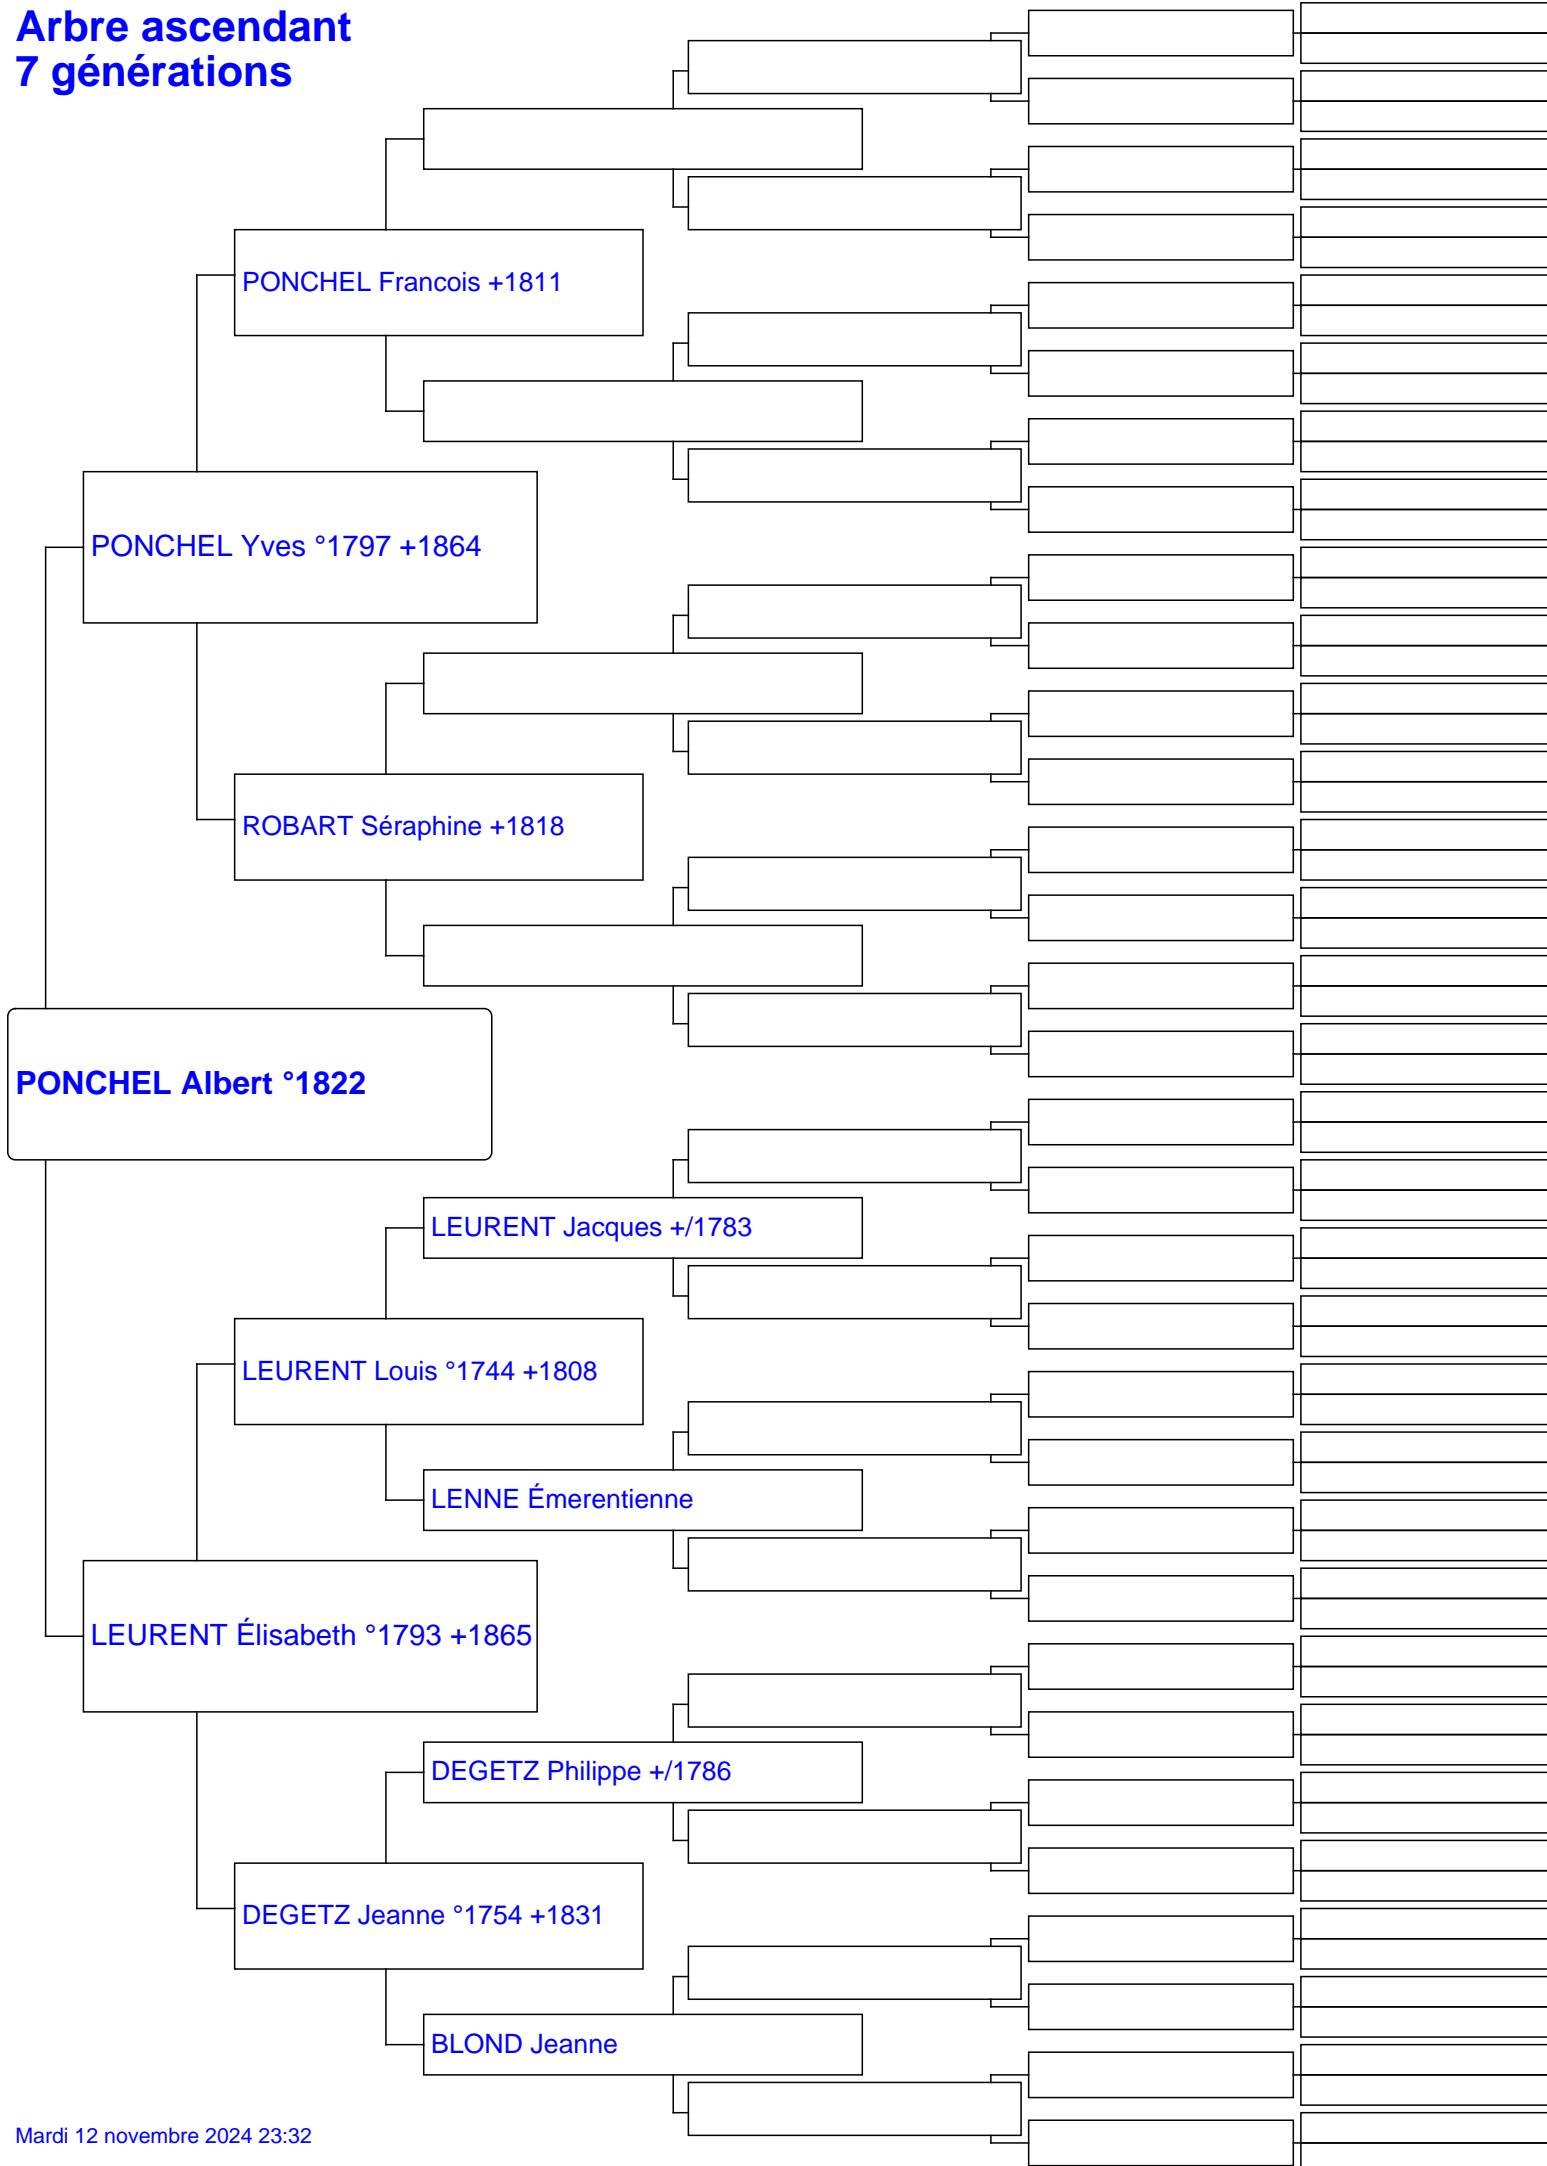 Arbre ascendant
7 générations
PONCHEL Francois +1811
PONCHEL Yves °1797 +1864
ROBART Séraphine +1818
PONCHEL Albert °1822
LEURENT Jacques +/1783
LEURENT Louis °1744 +1808
LENNE Émerentienne
LEURENT Élisabeth °1793 +1865
DEGETZ Philippe +/1786
DEGETZ Jeanne °1754 +1831
BLOND Jeanne
Mardi 12 novembre 2024 23:32